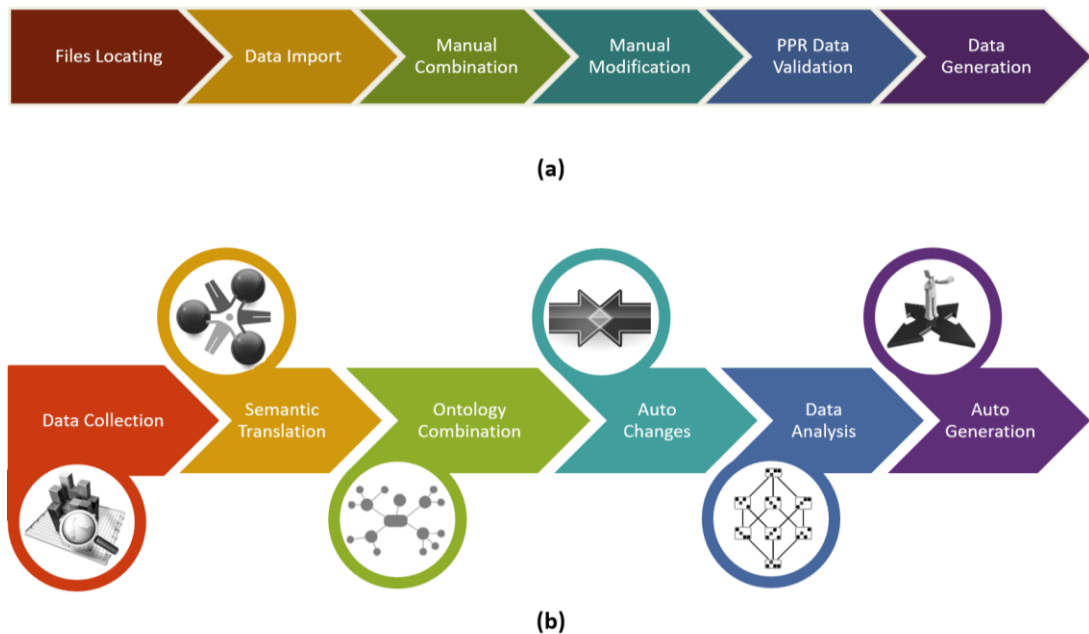 Files Locating
Data Import
Manual
Combination
Manual
Modification
PPR Data
Validation
Data
Generation
(a)
Data Collection
Semantic
Translation
Ontology
Combination
Auto
Changes
Data
Analysis
Auto
Generation
(b)